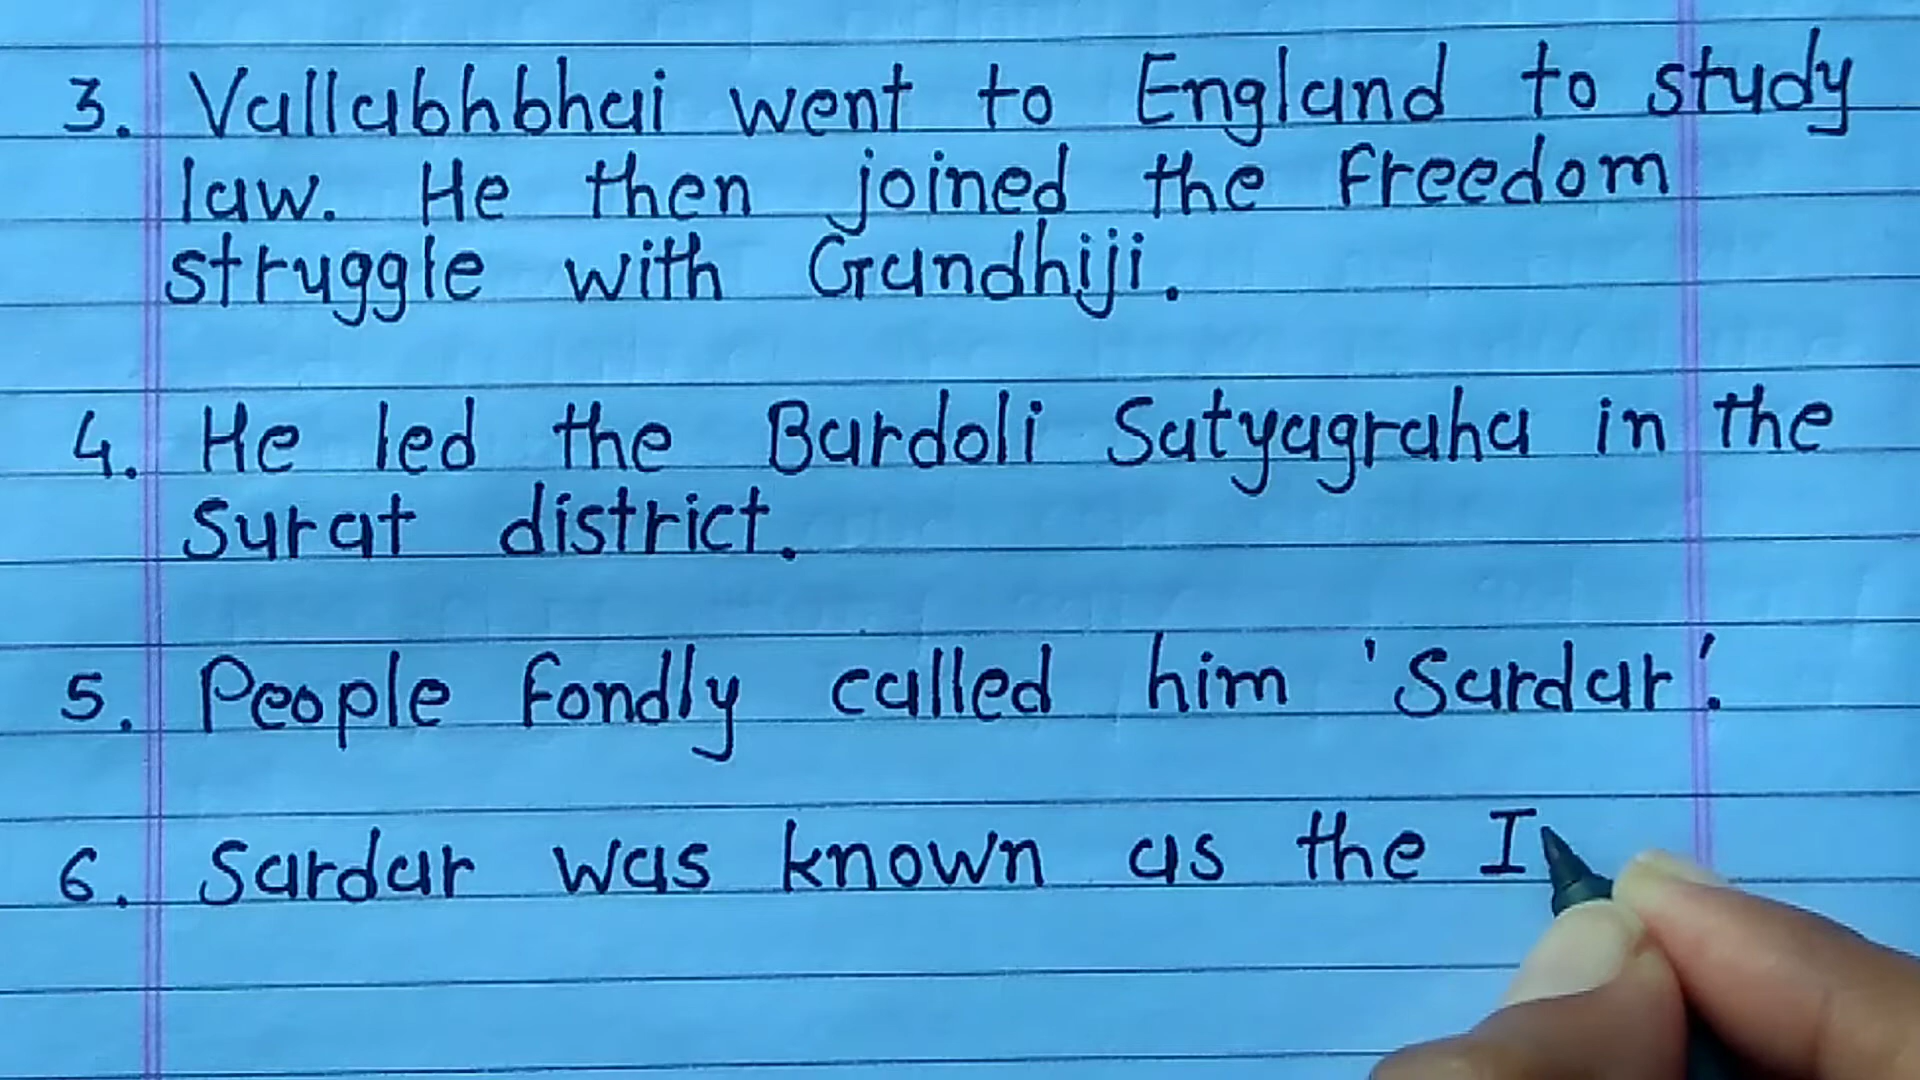 3. Vallabhbhai went to England to study
law. He then joined the freedom
struggle with Gandhiji.
4. He led the Bardoli Satyagraha in the
Surat district.
5. People fondly called him 'Sardar'.
6. Sardar was known as the I